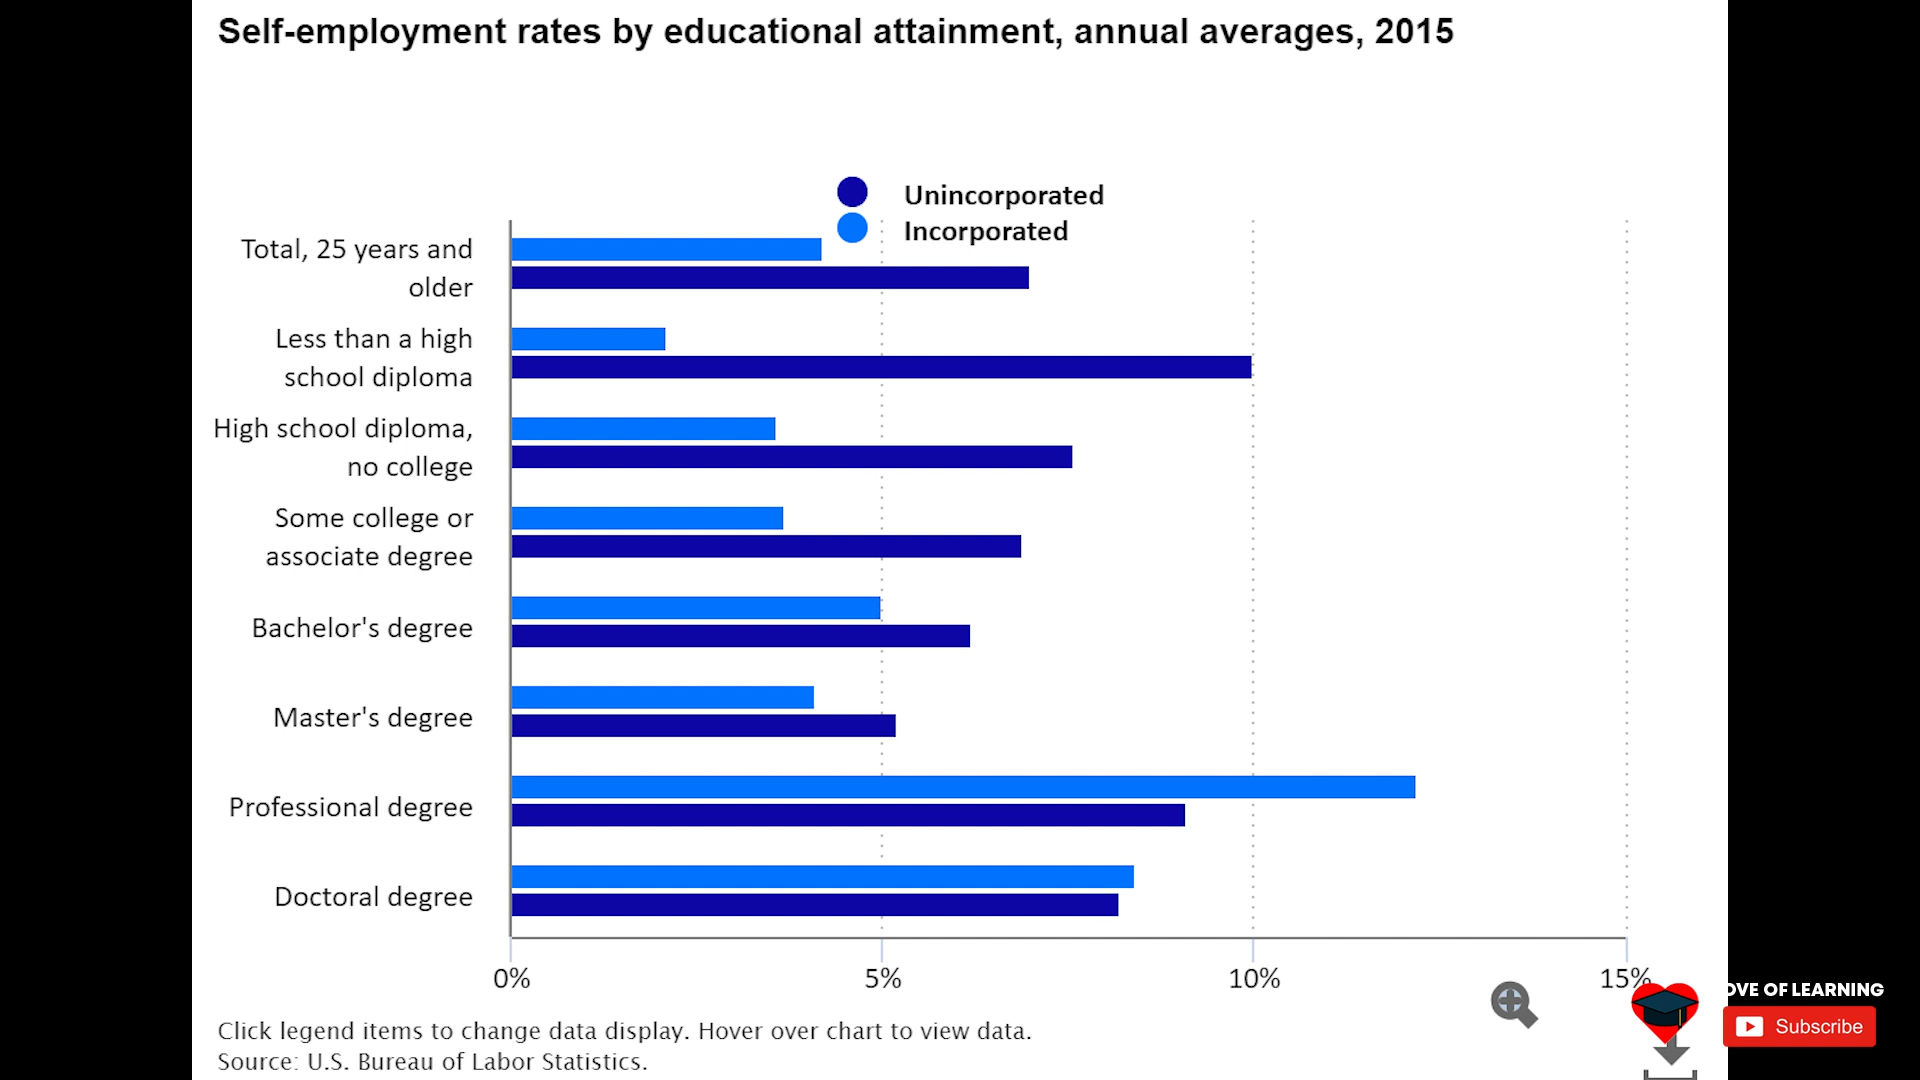 Self-employment rates by educational attainment, annual averages, 2015
Unincorporated
Incorporated
Total, 25 years and
older
Less than a high
school diploma
High school diploma,
no college
Some college or
associate degree
Bachelor's degree
Master's degree
Professional degree
Doctoral degree
0% 5% 10% 15%
OVE OF LEARNING
Subscribe
Click legend items to change data display. Hover over chart to view data.
Source: U.S. Bureau of Labor Statistics.